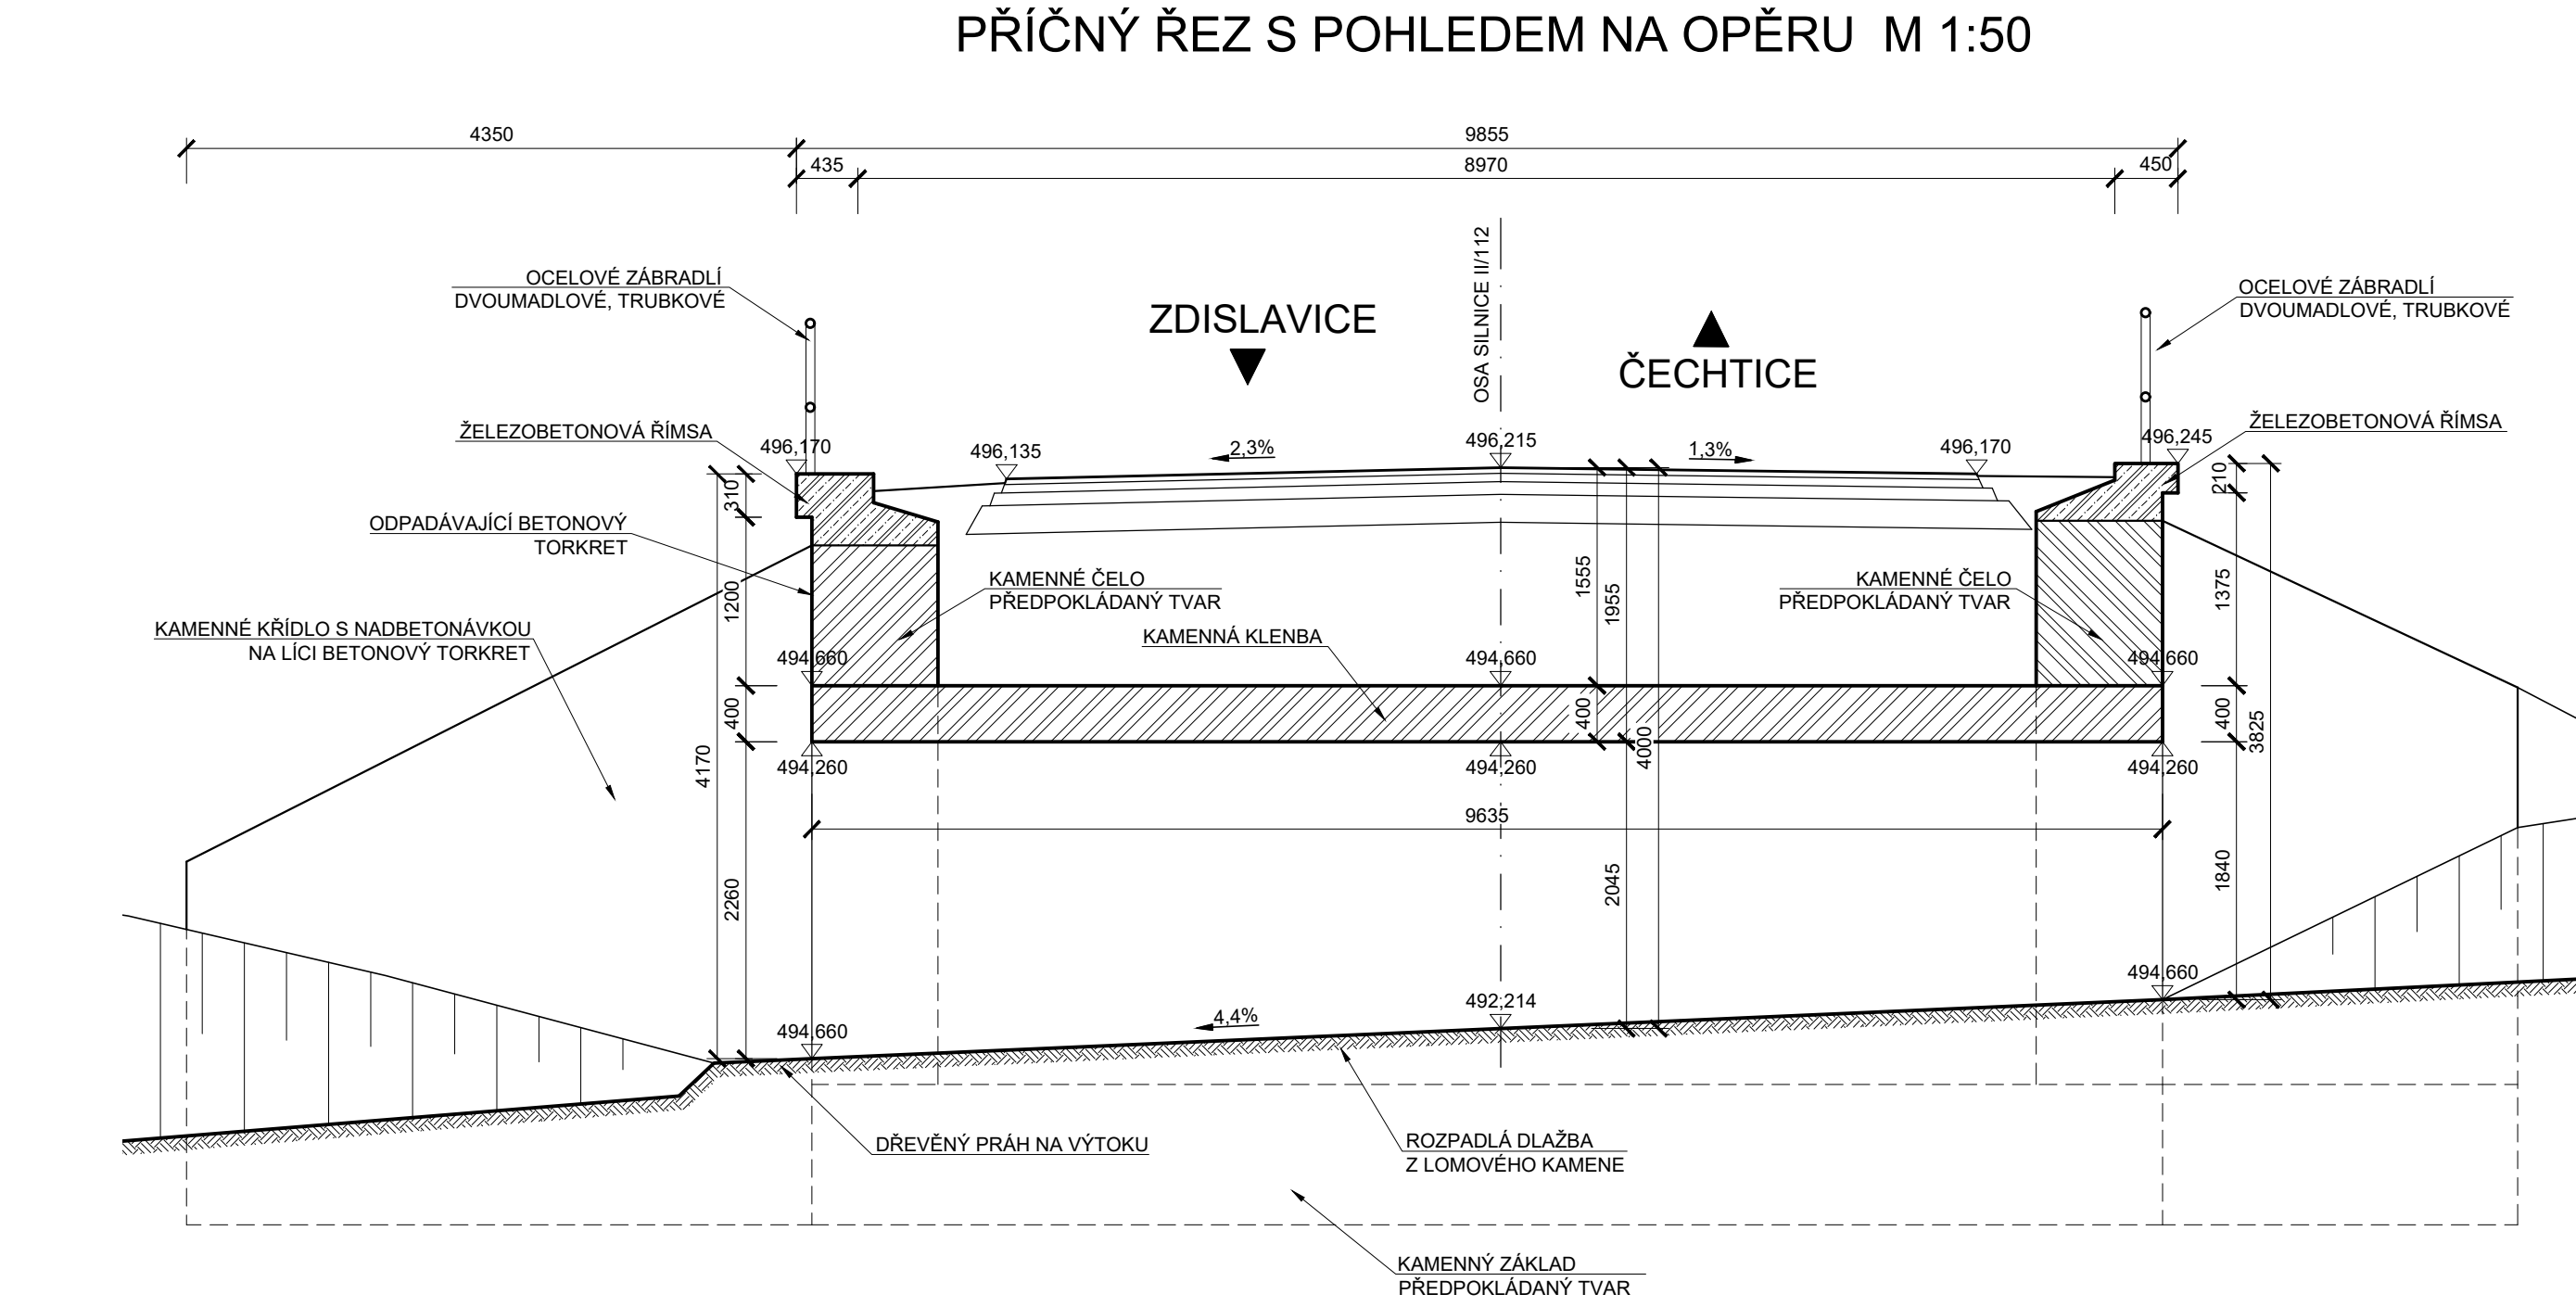 PŘÍČNÝ ŘEZ S POHLEDEM NA OPĚRU M 1:50
4350
9855
435
8970
450
OSA SILNICE II/112
OCELOVÉ ZÁBRADLÍ
DVOUMADLOVÉ, TRUBKOVÉ
ZDISLAVICE
ČECHTICE
OCELOVÉ ZÁBRADLÍ
DVOUMADLOVÉ, TRUBKOVÉ
ŽELEZOBETONOVÁ ŘÍMSA
496,170
496,135
2,3%
496,215
1,3%
496,170
496,245
ŽELEZOBETONOVÁ ŘÍMSA
310
210
ODPADÁVAJÍCÍ BETONOVÝ
TORKRET
1200
KAMENNÉ ČELO
PŘEDPOKLÁDANÝ TVAR
1555
1955
KAMENNÉ ČELO
PŘEDPOKLÁDANÝ TVAR
1375
KAMENNÉ KŘÍDLO S NADBETONÁVKOU
NA LÍCI BETONOVÝ TORKRET
KAMENNÁ KLENBA
494,660
494,660
494,660
400
400
400
4170
4000
3825
494,260
494,260
494,260
9635
2260
2045
1840
494,660
4,4%
492,214
494,660
DŘEVĚNÝ PRÁH NA VÝTOKU
ROZPADLÁ DLAŽBA
Z LOMOVÉHO KAMENE
KAMENNÝ ZÁKLAD
PŘEDPOKLÁDANÝ TVAR